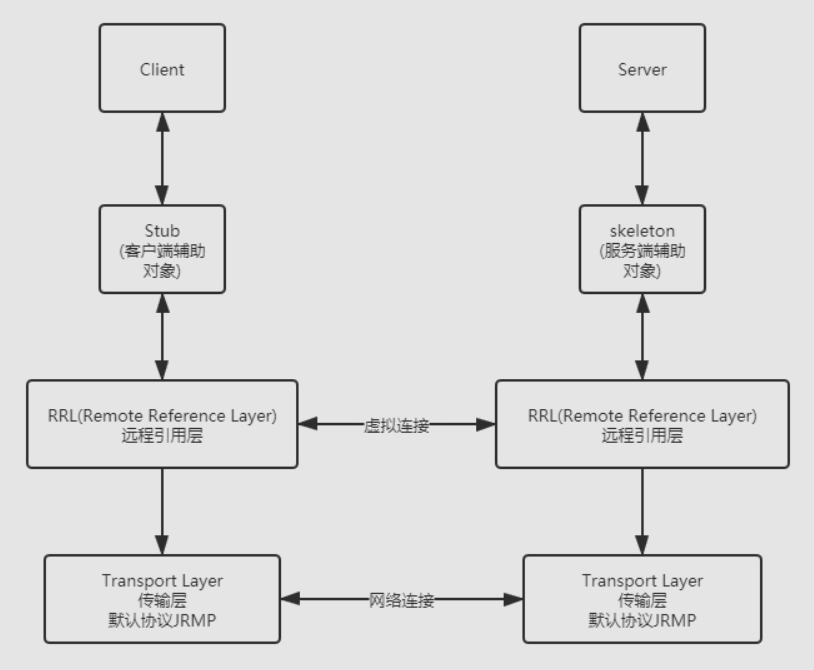 Client
Server
Stub
(客户端辅助
对象)
skeleton
(服务端辅助
对象)
RRL(Remote Reference Layer)
远程引用层
虚拟连接
RRL(Remote Reference Layer)
远程引用层
Transport Layer
传输层
默认协议JRMP
网络连接
Transport Layer
传输层
默认协议JRMP